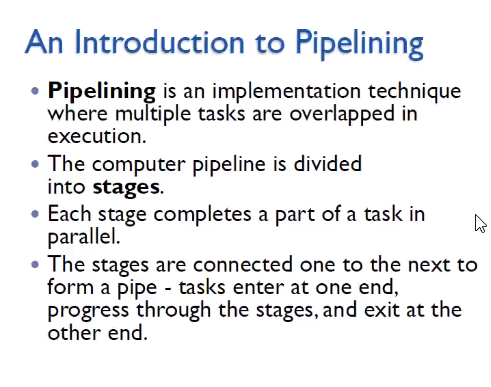 An Introduction to Pipelining
• Pipelining is an implementation technique
where multiple tasks are overlapped in
execution.
• The computer pipeline is divided
into stages.
• Each stage completes a part of a task in
parallel.
• The stages are connected one to the next to
form a pipe - tasks enter at one end,
progress through the stages, and exit at the
other end.